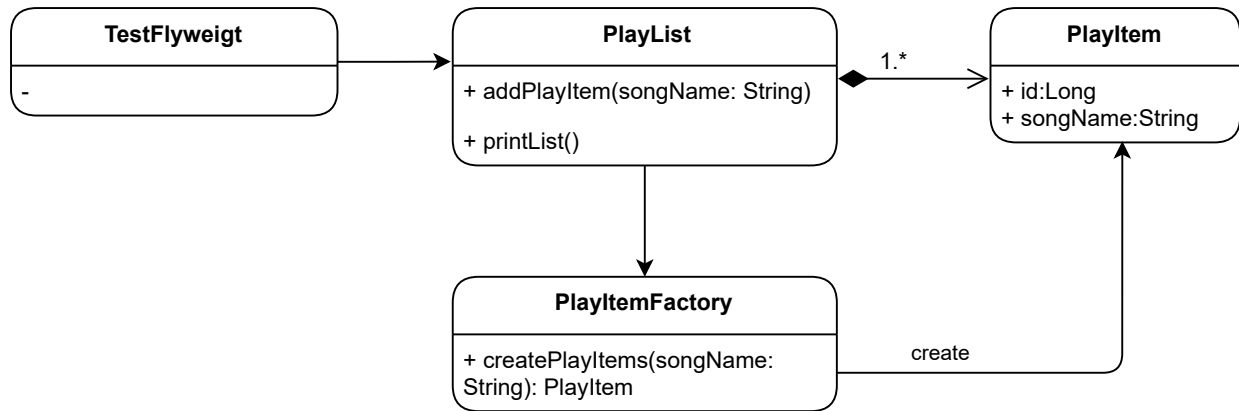 TestFlyweigt
-
PlayList
+ addPlayItem(songName: String)
+ printList()
1.*
PlayItem
+ id:Long
+ songName:String
PlayItemFactory
+ createPlayItems(songName:
String): PlayItem
create